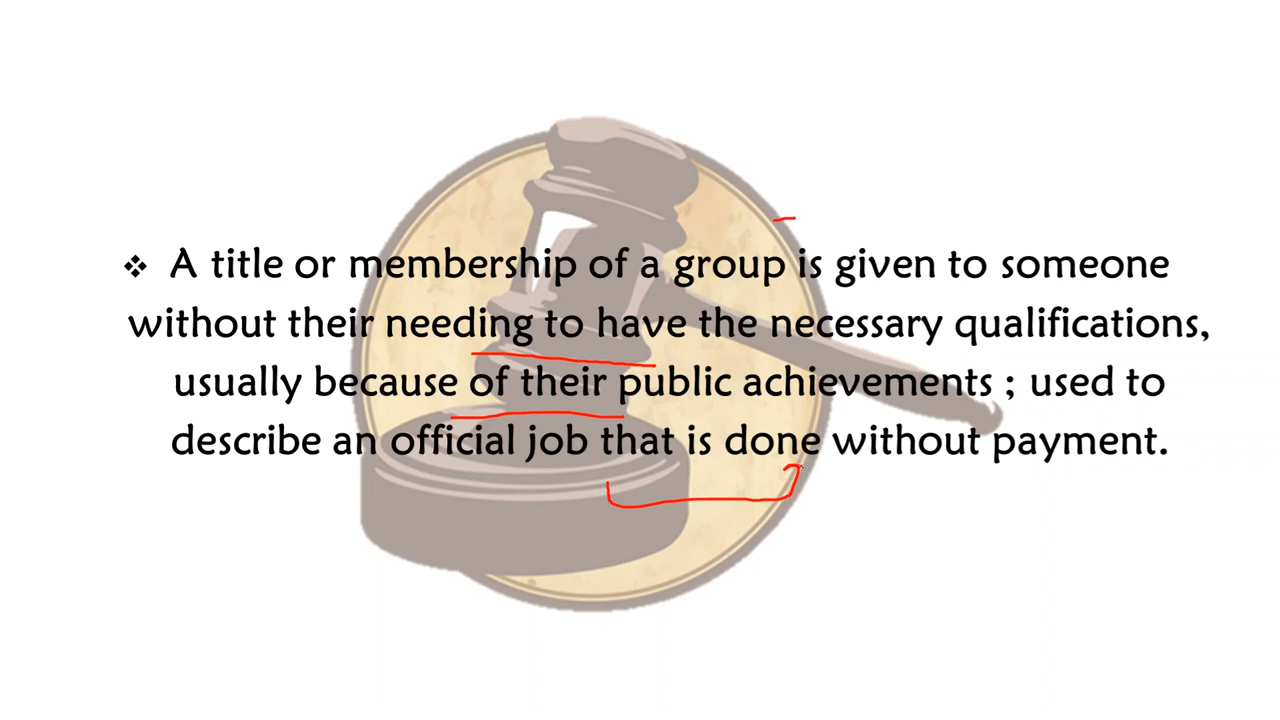 ❖ A title or membership of a group is given to someone
without their needing to have the necessary qualifications,
usually because of their public achievements ; used to
describe an official job that is done without payment.